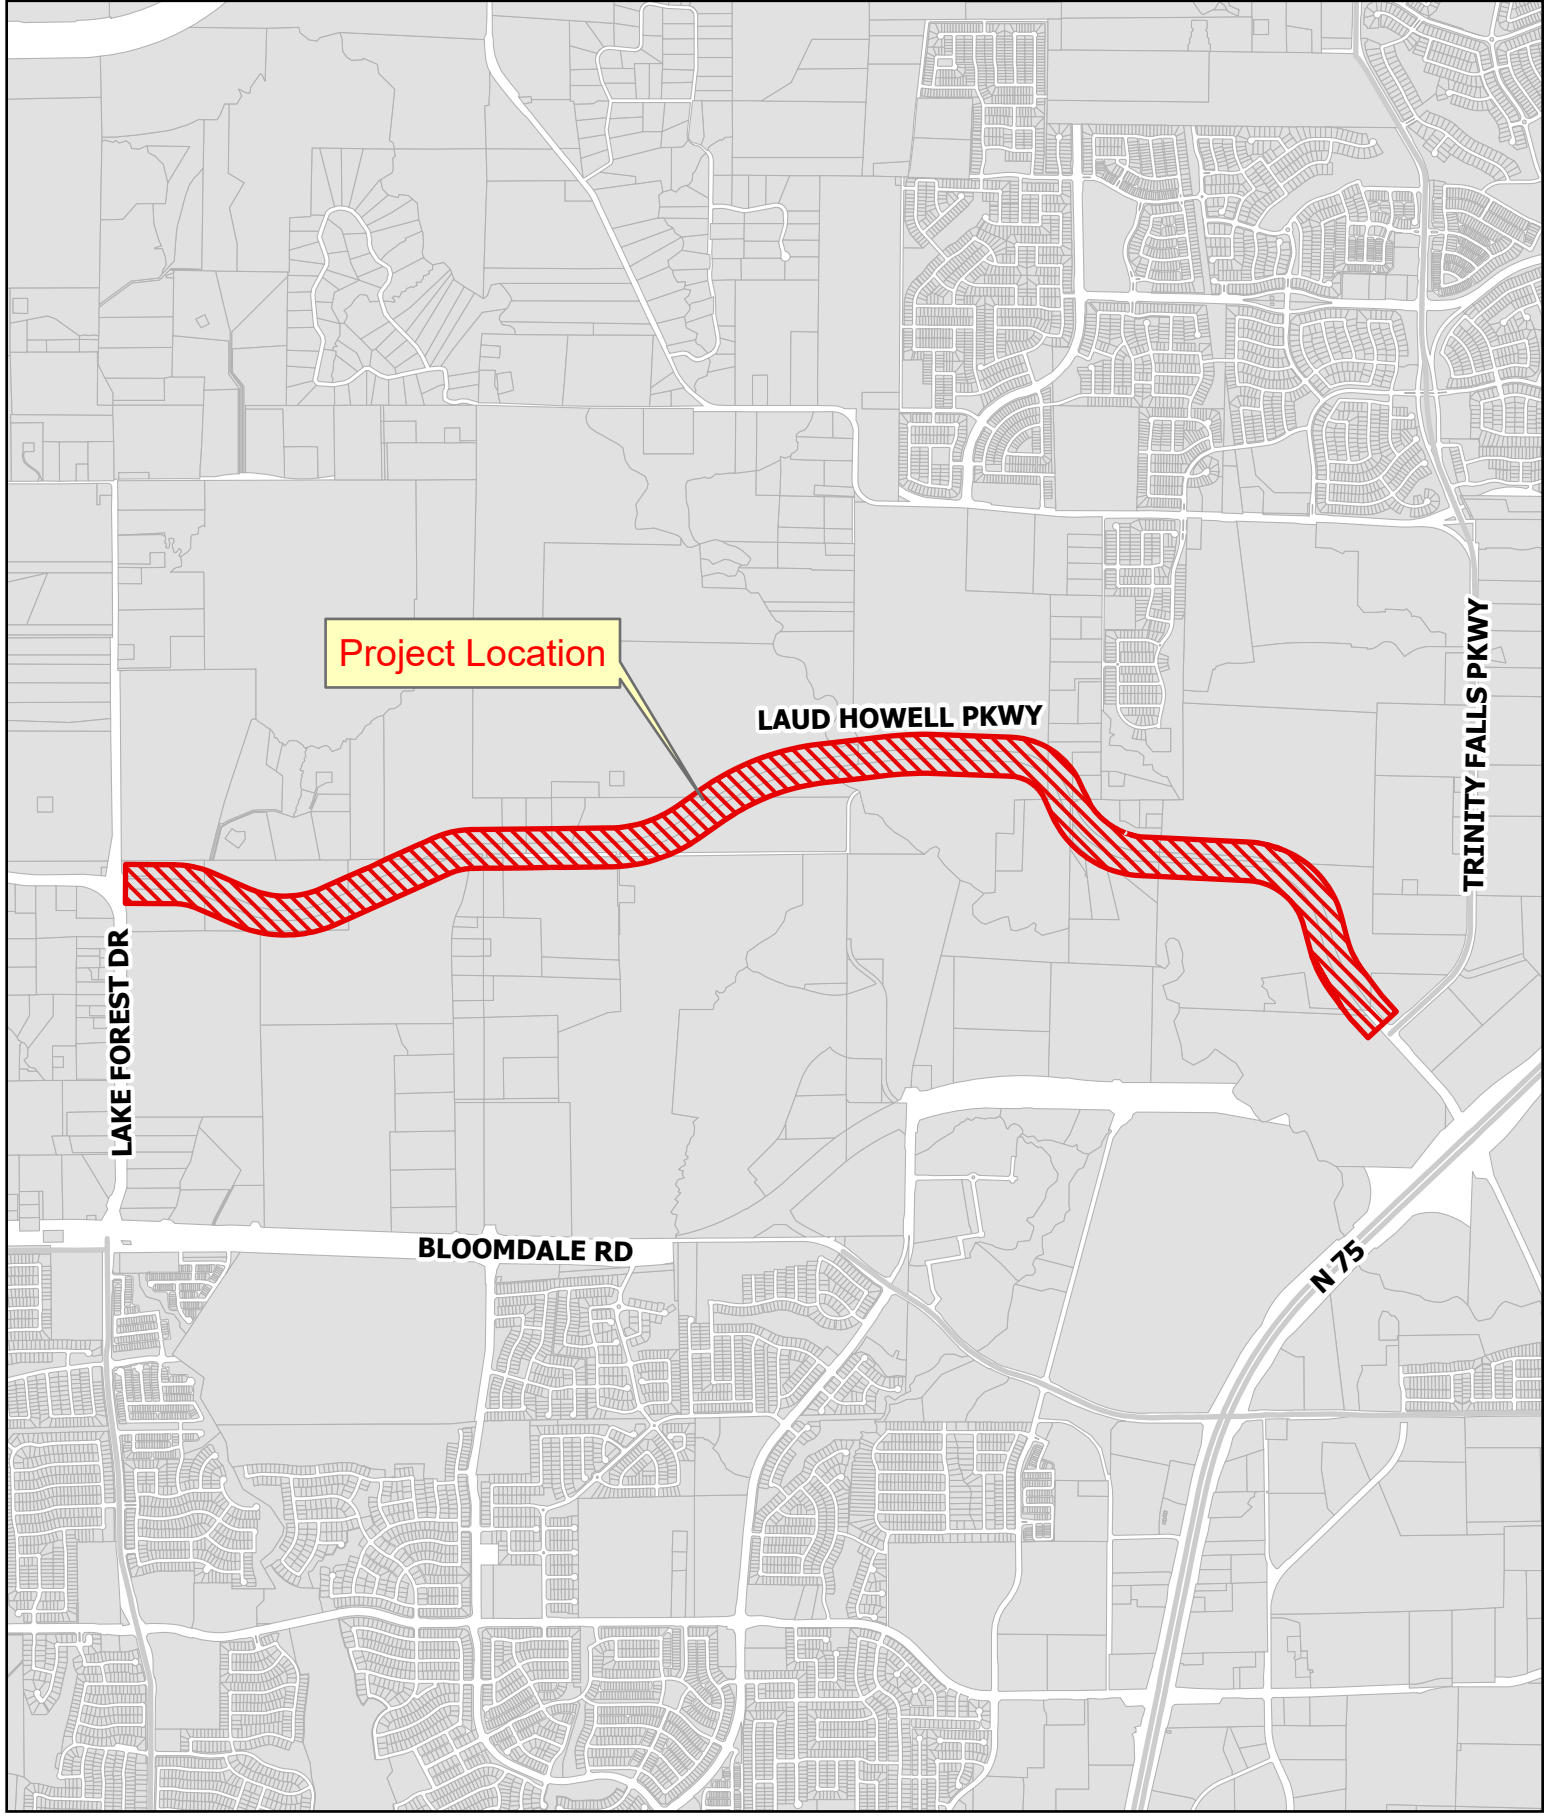 Project Location
LAUD HOWELL PKWY
TRINITY FALLS PKWY
LAKE FOREST DR
BLOOMDALE RD
N 75